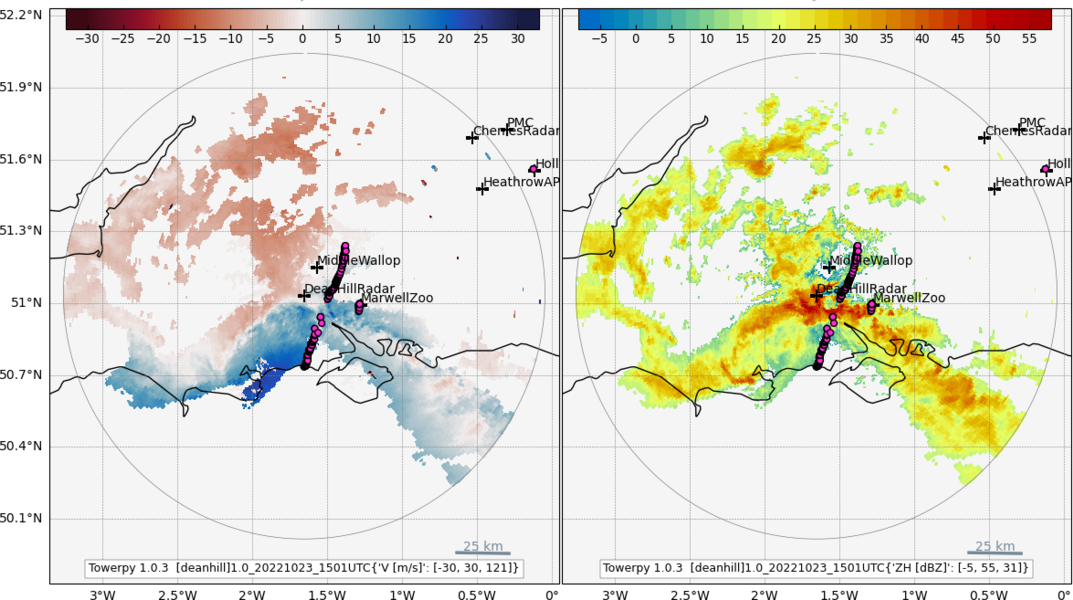 −30 −25 −20 −15 −10 −5 0 5 10 15 20 25 30
−5 0 5 10 15 20 25 30 35 40 45 50 55
52.2°N
51.9°N
51.6°N
51.3°N
51°N
50.7°N
50.4°N
50.1°N
PMC
Holl
HeathrowAP
MiddleWallop
DeanHillRadar
MarwellZoo
25 km
Towerpy 1.0.3 [deanhill]1.0_20221023_1501UTC{'V [m/s]': [-30, 30, 121]}
3°W 2.5°W 2°W 1.5°W 1°W 0.5°W 0°
PMC
Holl
HeathrowAP
MiddleWallop
DeanHillRadar
MarwellZoo
25 km
Towerpy 1.0.3 [deanhill]1.0_20221023_1501UTC{'ZH [dBZ]': [-5, 55, 31]}
3°W 2.5°W 2°W 1.5°W 1°W 0.5°W 0°